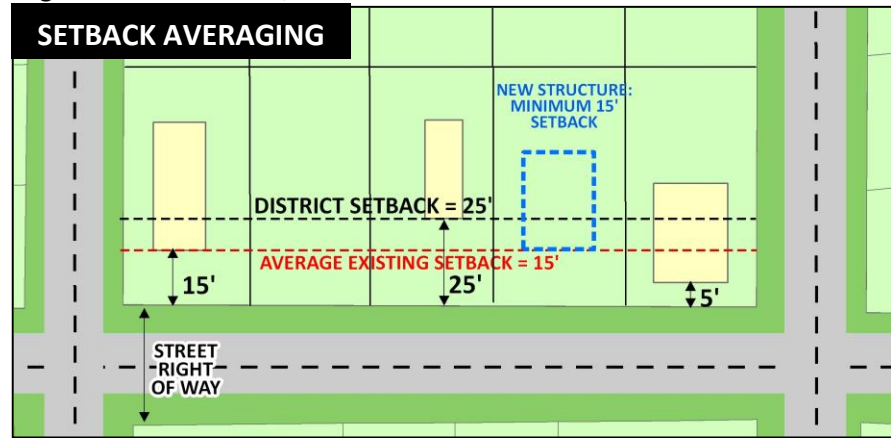 SETBACK AVERAGING
NEW STRUCTURE:
MINIMUM 15'
SETBACK
DISTRICT SETBACK = 25'
AVERAGE EXISTING SETBACK = 15'
15'
25'
5'
STREET
RIGHT
OF WAY